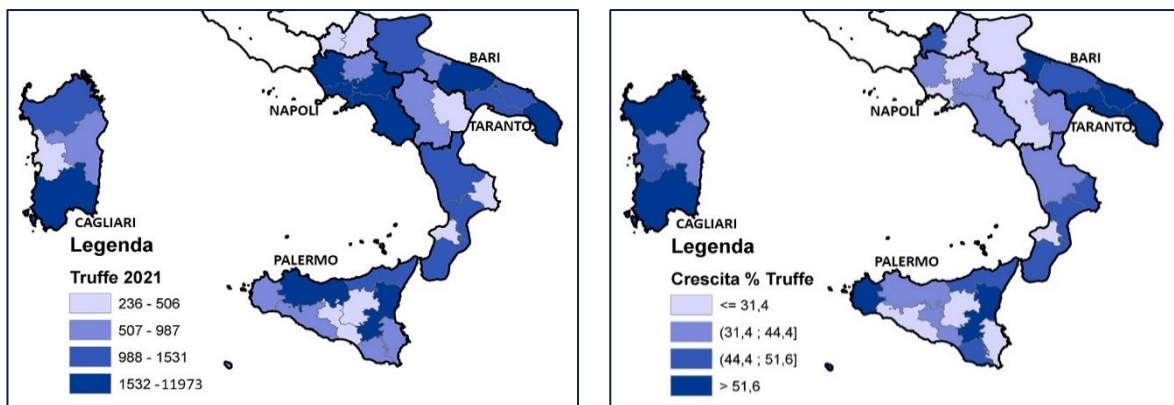 BARI
NAPOLI
TARANTO
CAGLIARI
Legenda
PALERMO
Truffe 2021
236 - 506
507 - 987
988 - 1531
1532 -11973
BARI
NAPOLI
TARANTO
CAGLIARI
Legenda
PALERMO
Crescita % Truffe
<= 31,4
(31,4 ; 44,4]
(44,4 ; 51,6]
> 51,6